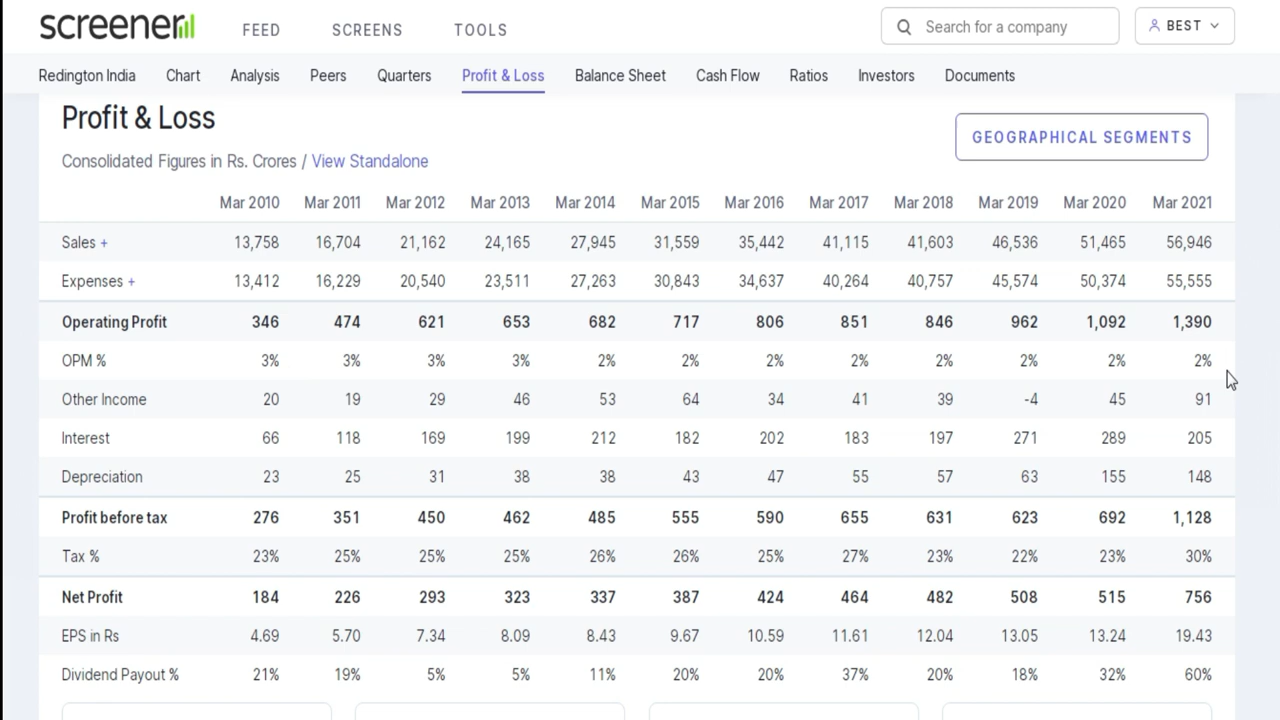 screener FEED SCREENS TOOLS Search for a company BEST
Redington India Chart Analysis Peers Quarters Profit & Loss Balance Sheet Cash Flow Ratios Investors Documents
Profit & Loss
GEOGRAPHICAL SEGMENTS
Consolidated Figures in Rs. Crores / View Standalone
Mar 2010 Mar 2011 Mar 2012 Mar 2013 Mar 2014 Mar 2015 Mar 2016 Mar 2017 Mar 2018 Mar 2019 Mar 2020 Mar 2021
Sales + 13,758 16,704 21,162 24,165 27,945 31,559 35,442 41,115 41,603 46,536 51,465 56,946
Expenses + 13,412 16,229 20,540 23,511 27,263 30,843 34,637 40,264 40,757 45,574 50,374 55,555
Operating Profit 346 474 621 653 682 717 806 851 846 962 1,092 1,390
OPM % 3% 3% 3% 3% 2% 2% 2% 2% 2% 2% 2% 2%
Other Income 20 19 29 46 53 64 34 41 39 -4 45 91
Interest 66 118 169 199 212 182 202 183 197 271 289 205
Depreciation 23 25 31 38 38 43 47 55 57 63 155 148
Profit before tax 276 351 450 462 485 555 590 655 631 623 692 1,128
Tax % 23% 25% 25% 25% 26% 26% 25% 27% 23% 22% 23% 30%
Net Profit 184 226 293 323 337 387 424 464 482 508 515 756
EPS in Rs 4.69 5.70 7.34 8.09 8.43 9.67 10.59 11.61 12.04 13.05 13.24 19.43
Dividend Payout % 21% 19% 5% 5% 11% 20% 20% 37% 20% 18% 32% 60%